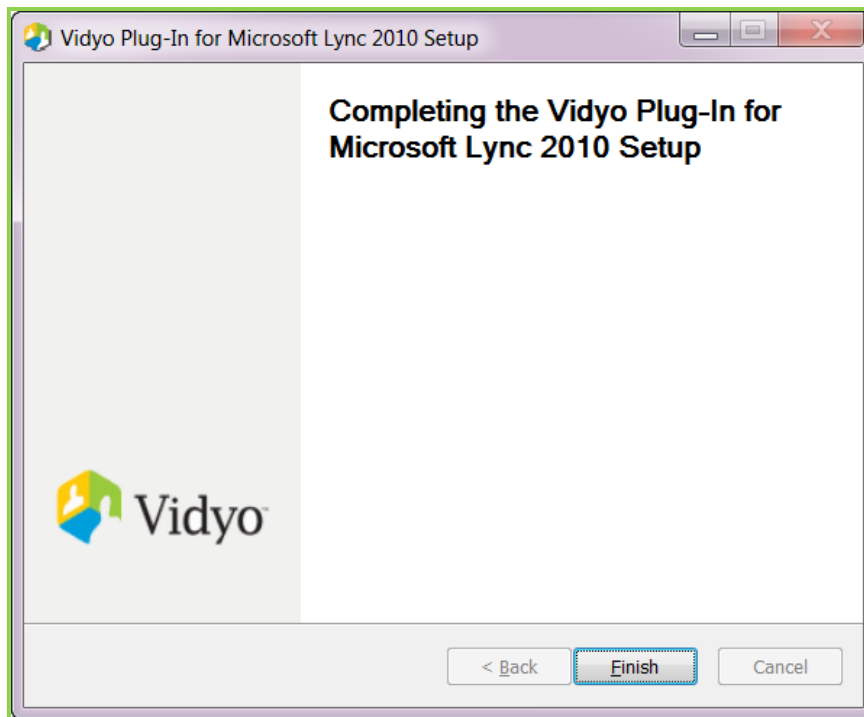 Vidyo Plug-In for Microsoft Lync 2010 Setup
Completing the Vidyo Plug-In for
Microsoft Lync 2010 Setup
Vidyo™
< Back
Finish
Cancel